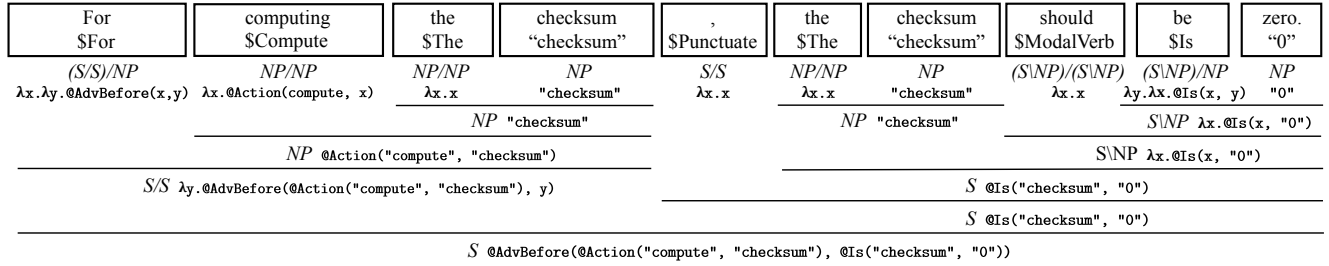 For computing the checksum , the checksum should be zero.
$For $Compute $The “checksum” $Punctuate $The “checksum” $ModalVerb $Is “0”
(S/S)/NP NP/NP NP/NP NP S/S NP/NP NP (S\NP)/(S\NP) (S\NP)/NP NP
λx.λy.@AdvBefore(x,y) λx.@Action(compute, x) λx.x "checksum" λx.x λx.x "checksum" λx.x λy.λx.@Is(x, y) "0"
NP "checksum" NP "checksum" S\NP λx.@Is(x, "0")
NP @Action("compute", "checksum") S\NP λx.@Is(x, "0")
S/S λy.@AdvBefore(@Action("compute", "checksum"), y) S @Is("checksum", "0")
S @Is("checksum", "0")
S @AdvBefore(@Action("compute", "checksum"), @Is("checksum", "0"))